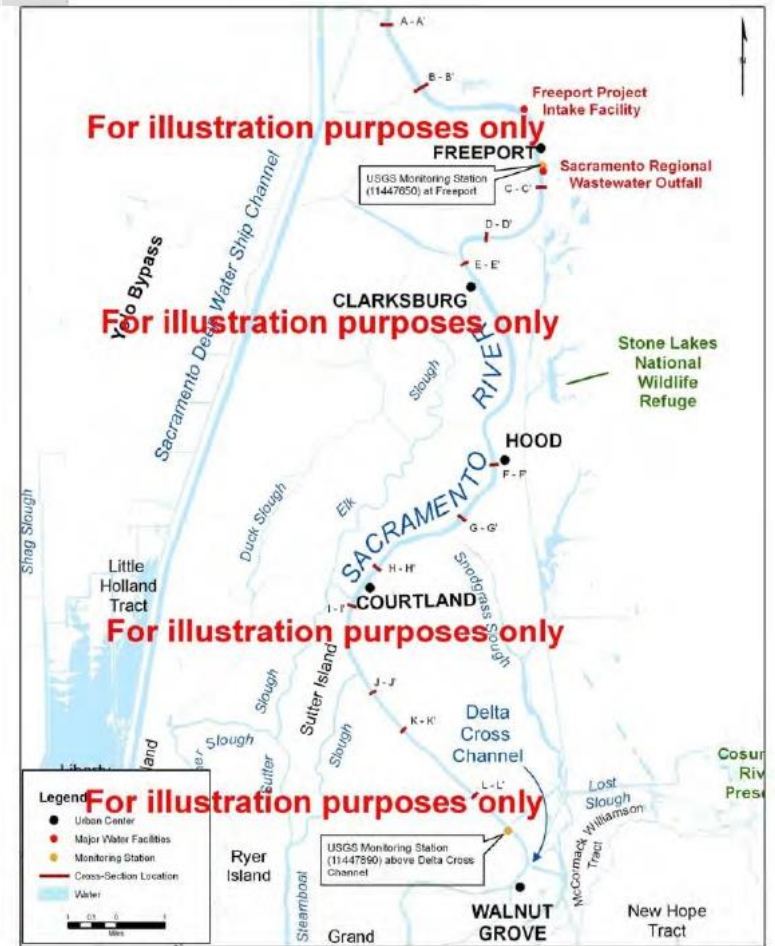 A - A'
B - B'
Freeport Project
Intake Facility
For illustration purposes only
FREEPORT
USGS Monitoring Station
(11447650) at Freeport
Sacramento Regional
Wastewater Outfall
C - C'
D - D'
E - E'
Yolo Bypass
Sacramento Deep Water Ship Channel
CLARKSBURG
For illustration purposes only
Stone Lakes
National
Wildlife
Refuge
SACRAMENTO RIVER
Slough
HOOD
F - F'
Elk
Duck Slough
Shag Slough
G - G'
H - H'
Snodgrass Slough
Little
Holland
Tract
I - I'
COURTLAND
For illustration purposes only
Sutter Island
Slough
J - J'
K - K'
Slough
Slough
Sutter
Delta
Cross
Channel
L - L'
Lost
Slough
McCormack Williamson
Tract
For illustration purposes only
Legend
Urban Center
Major Water Facilities
Monitoring Station
Cross-Section Location
Water
1 0.5 0 1
Miles
Ryer
Island
Steamboat
USGS Monitoring Station
(11447890) above Delta Cross
Channel
WALNUT
GROVE
New Hope
Tract
Grand